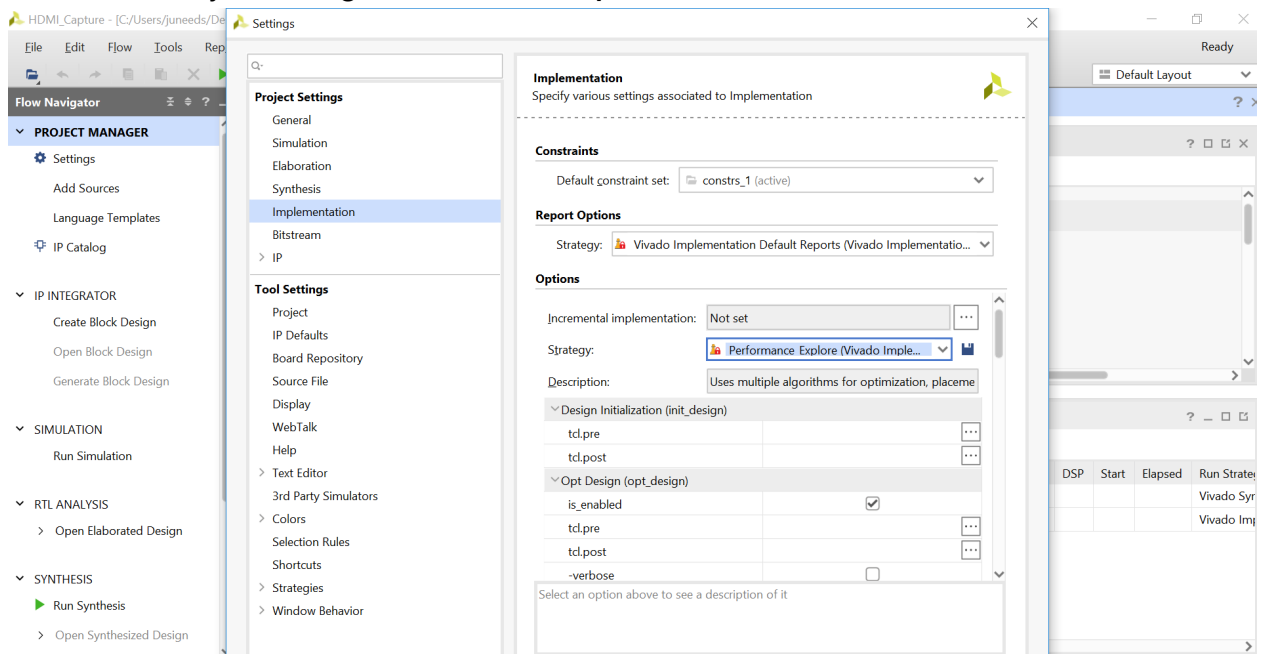 HDMI_Capture - [C:/Users/juneeds/De
File Edit Flow Tools Rep
Ready
Default Layout
Flow Navigator
PROJECT MANAGER
Settings
Add Sources
Language Templates
IP Catalog
IP INTEGRATOR
Create Block Design
Open Block Design
Generate Block Design
SIMULATION
Run Simulation
RTL ANALYSIS
Open Elaborated Design
SYNTHESIS
Run Synthesis
Open Synthesized Design
Settings
Project Settings
General
Simulation
Elaboration
Synthesis
Implementation
Bitstream
IP
Tool Settings
Project
IP Defaults
Board Repository
Source File
Display
WebTalk
Help
Text Editor
3rd Party Simulators
Colors
Selection Rules
Shortcuts
Strategies
Window Behavior
Implementation
Specify various settings associated to Implementation
Constraints
Default constraint set: constrs_1 (active)
Report Options
Strategy: Vivado Implementation Default Reports (Vivado Implementatio...
Options
Incremental implementation: Not set
Strategy: Performance Explore (Vivado Imple...
Description: Uses multiple algorithms for optimization, placeme
Design Initialization (init_design)
tcl.pre
tcl.post
Opt Design (opt_design)
is_enabled
tcl.pre
tcl.post
-verbose
Select an option above to see a description of it
DSP Start Elapsed Run Strate
Vivado Syn
Vivado Imp